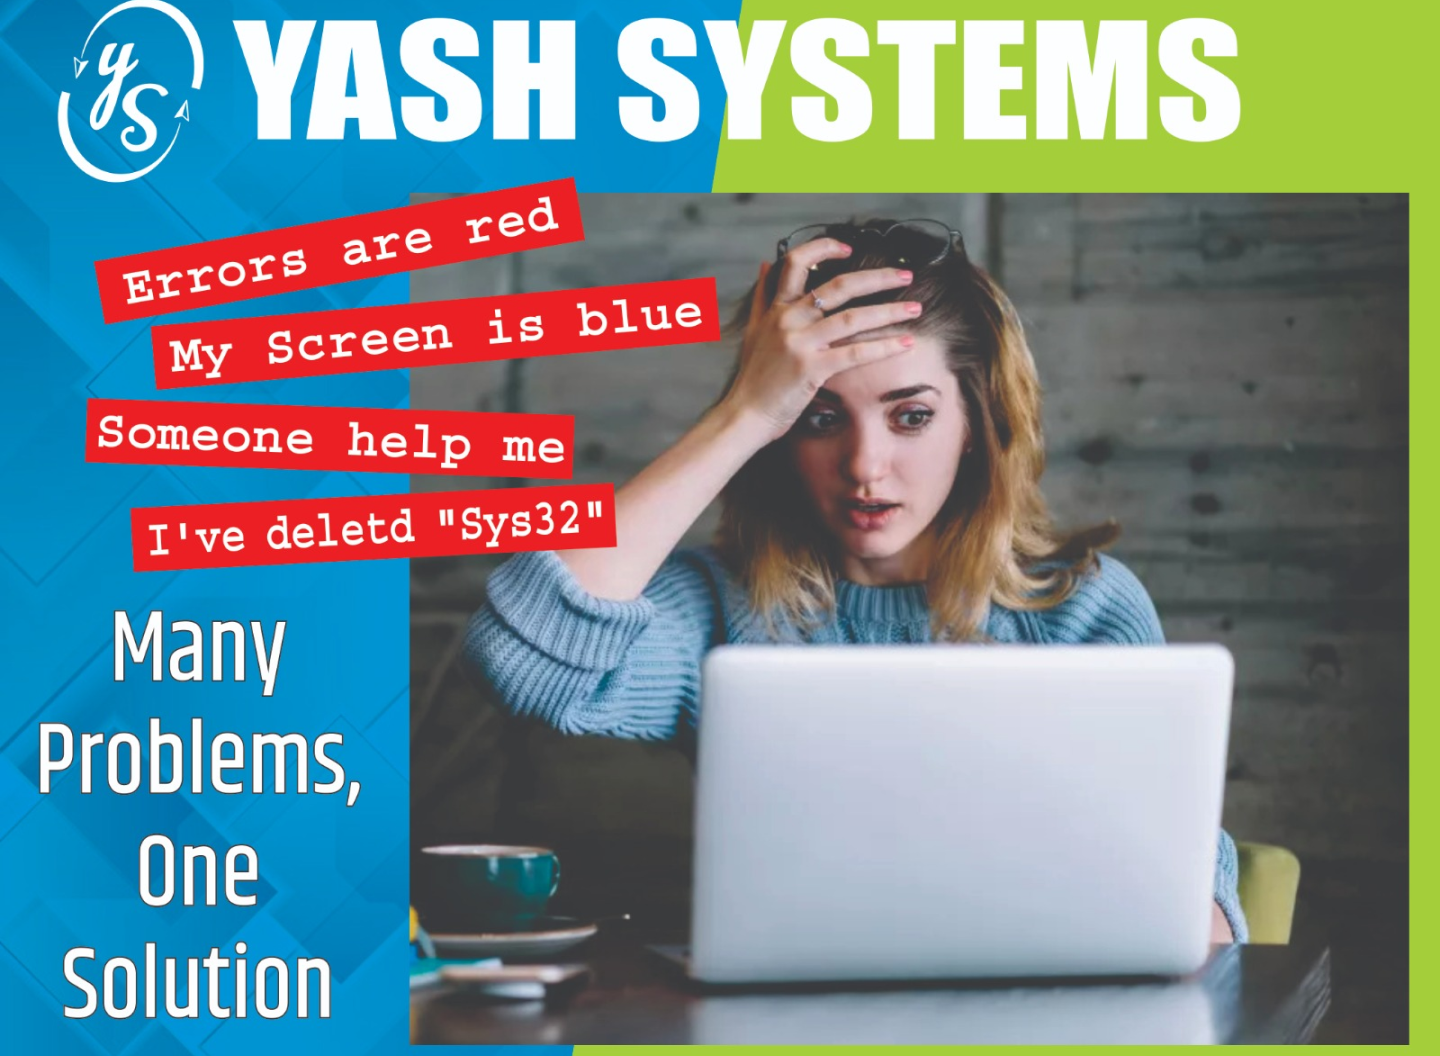 yS
YASH SYSTEMS
Errors are red
My Screen is blue
Someone help me
I've deletd "Sys32"
Many
Problems,
One
Solution